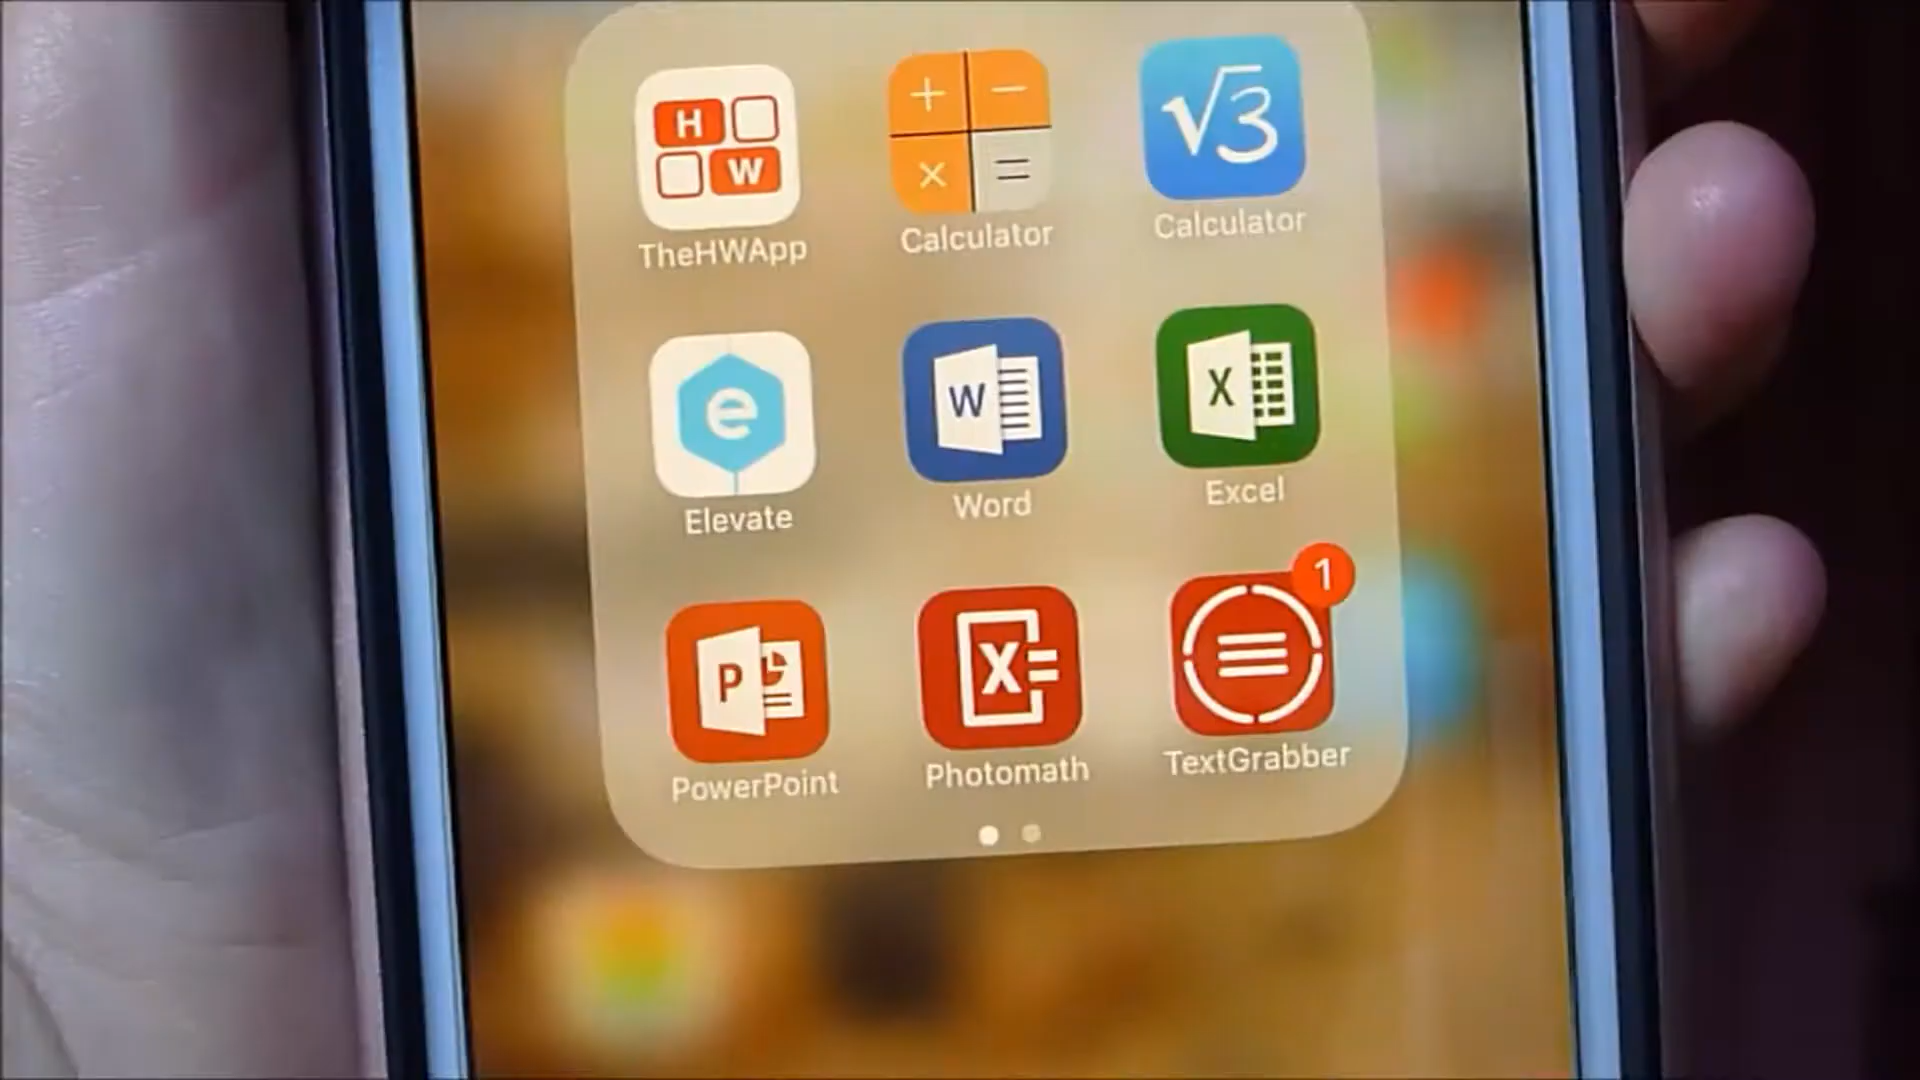 H
W
+ −
× =
√3
TheHWApp
Calculator
Calculator
e
W
X
Elevate
Word
Excel
1
P
X=
PowerPoint
Photomath
TextGrabber